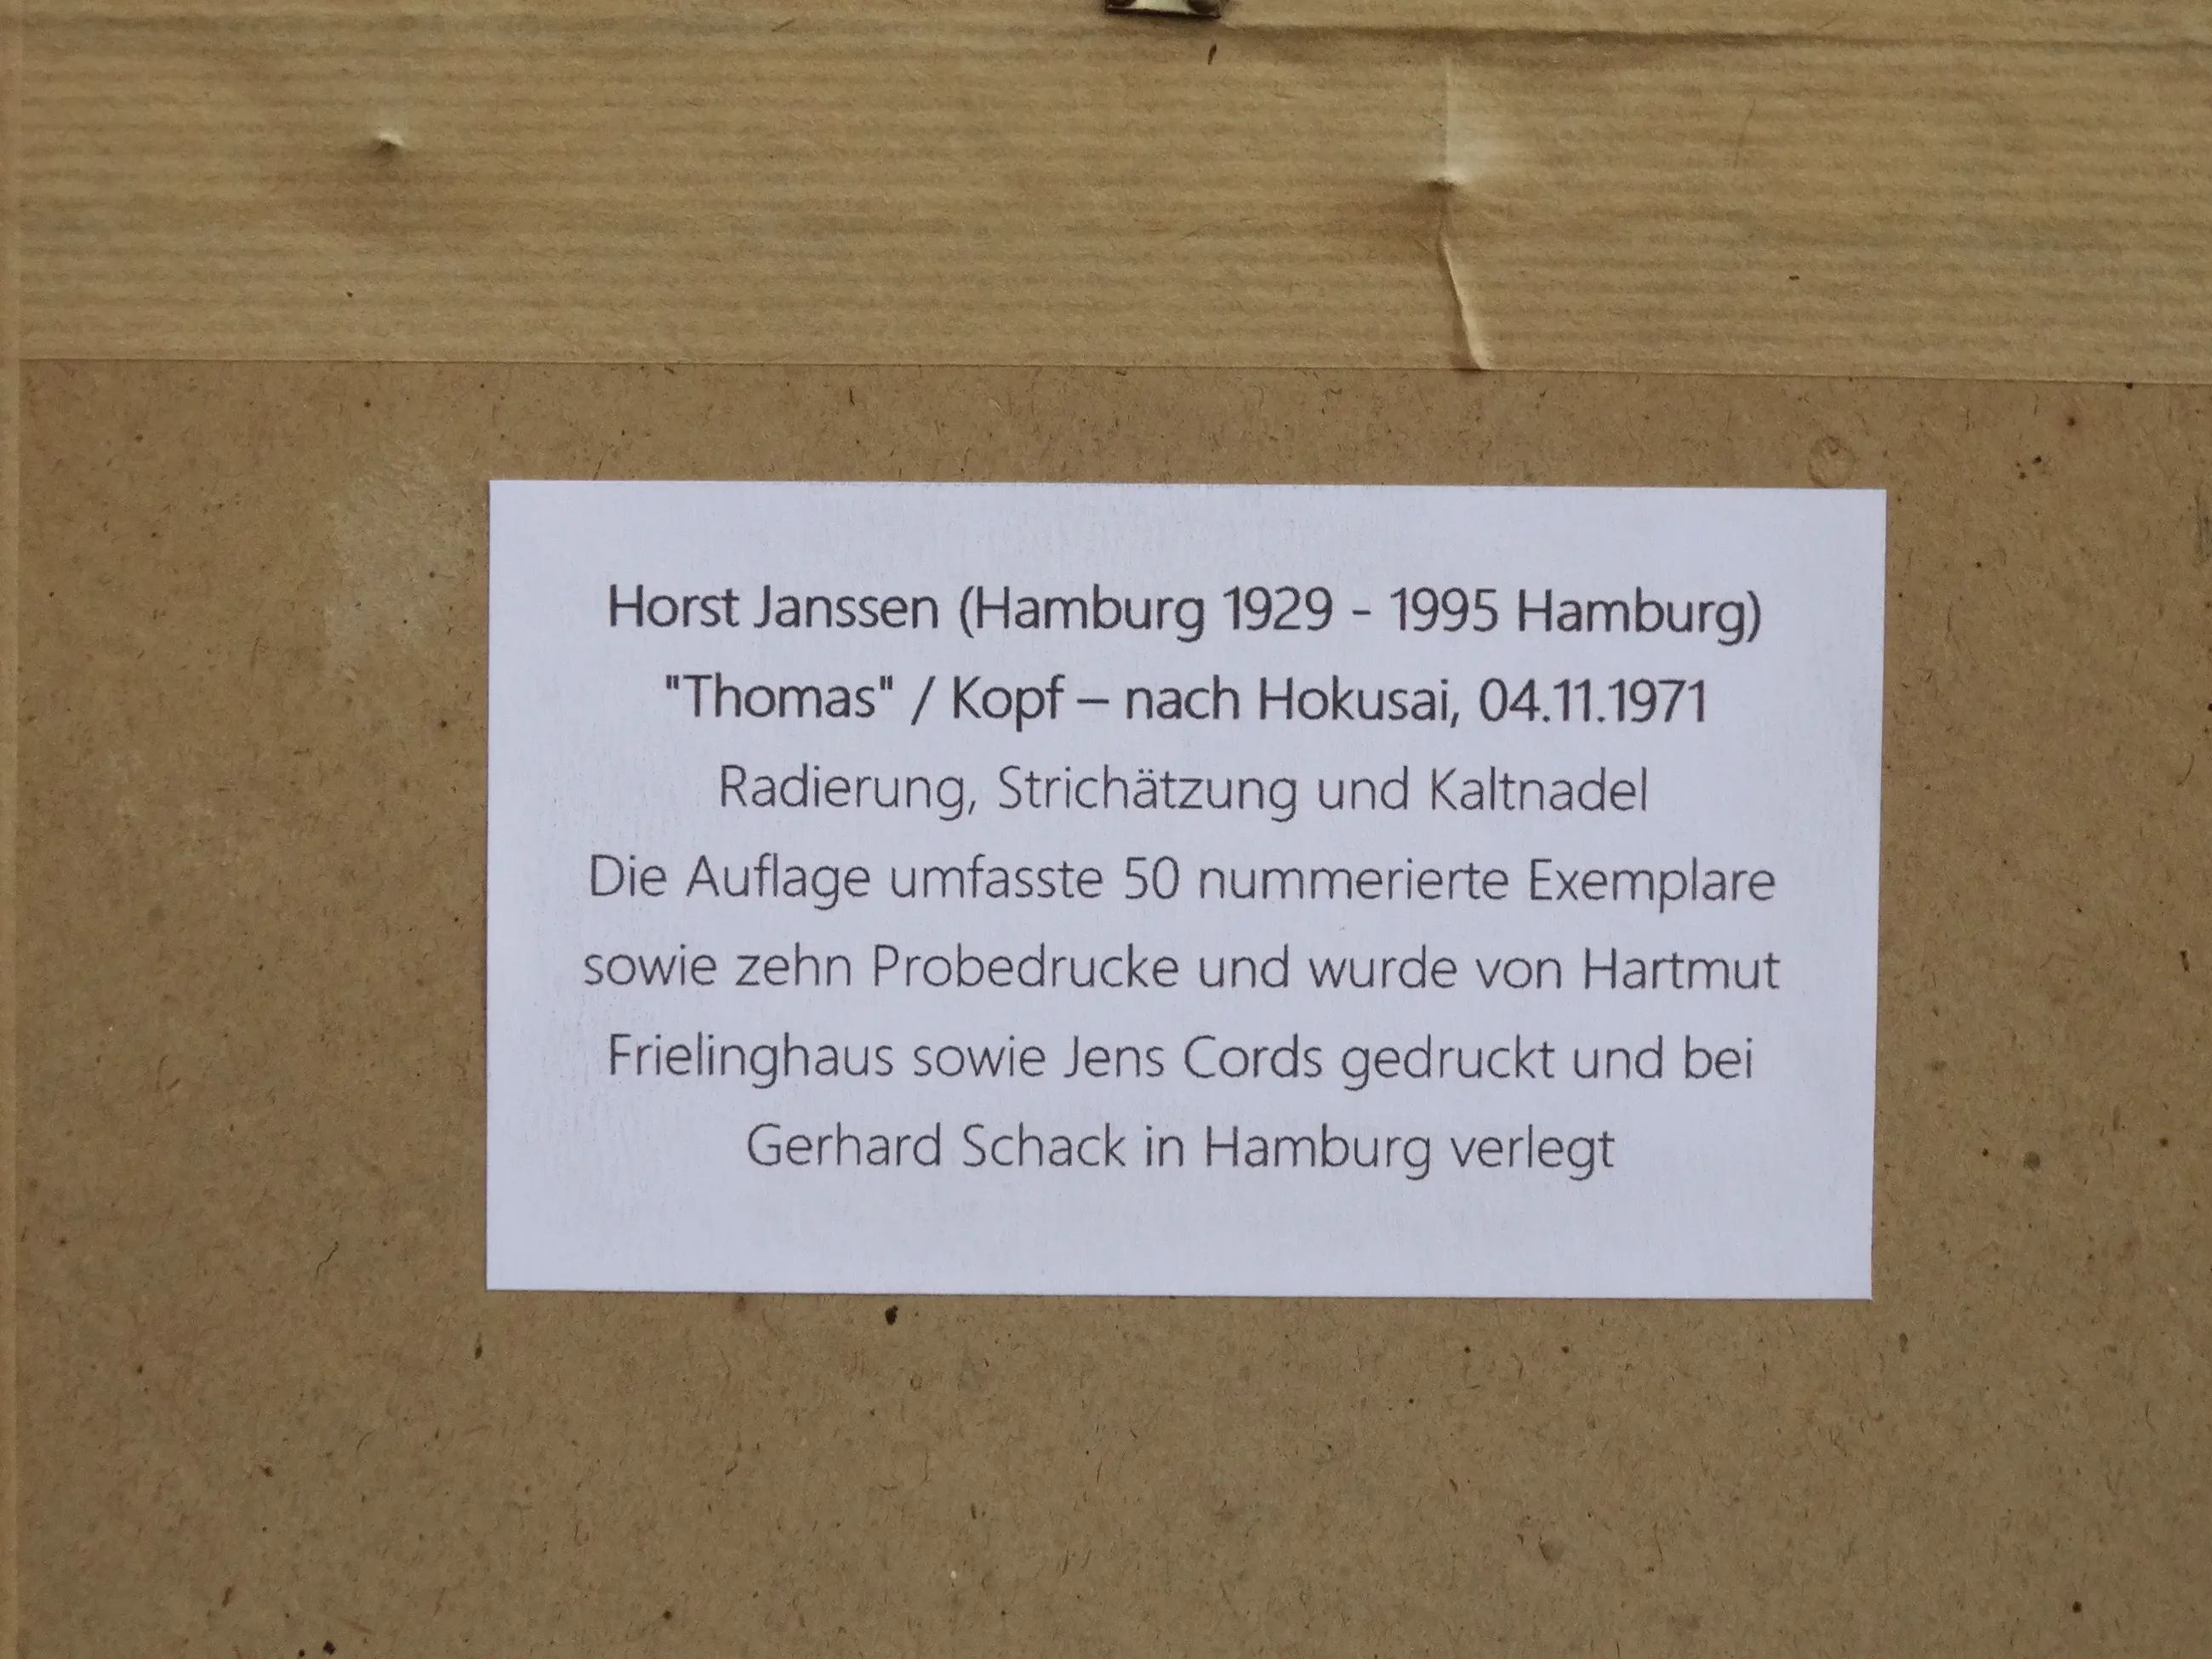 Horst Janssen (Hamburg 1929 - 1995 Hamburg)
"Thomas" / Kopf – nach Hokusai, 04.11.1971
Radierung, Strichätzung und Kaltnadel
Die Auflage umfasste 50 nummerierte Exemplare
sowie zehn Probedrucke und wurde von Hartmut
Frielinghaus sowie Jens Cords gedruckt und bei
Gerhard Schack in Hamburg verlegt